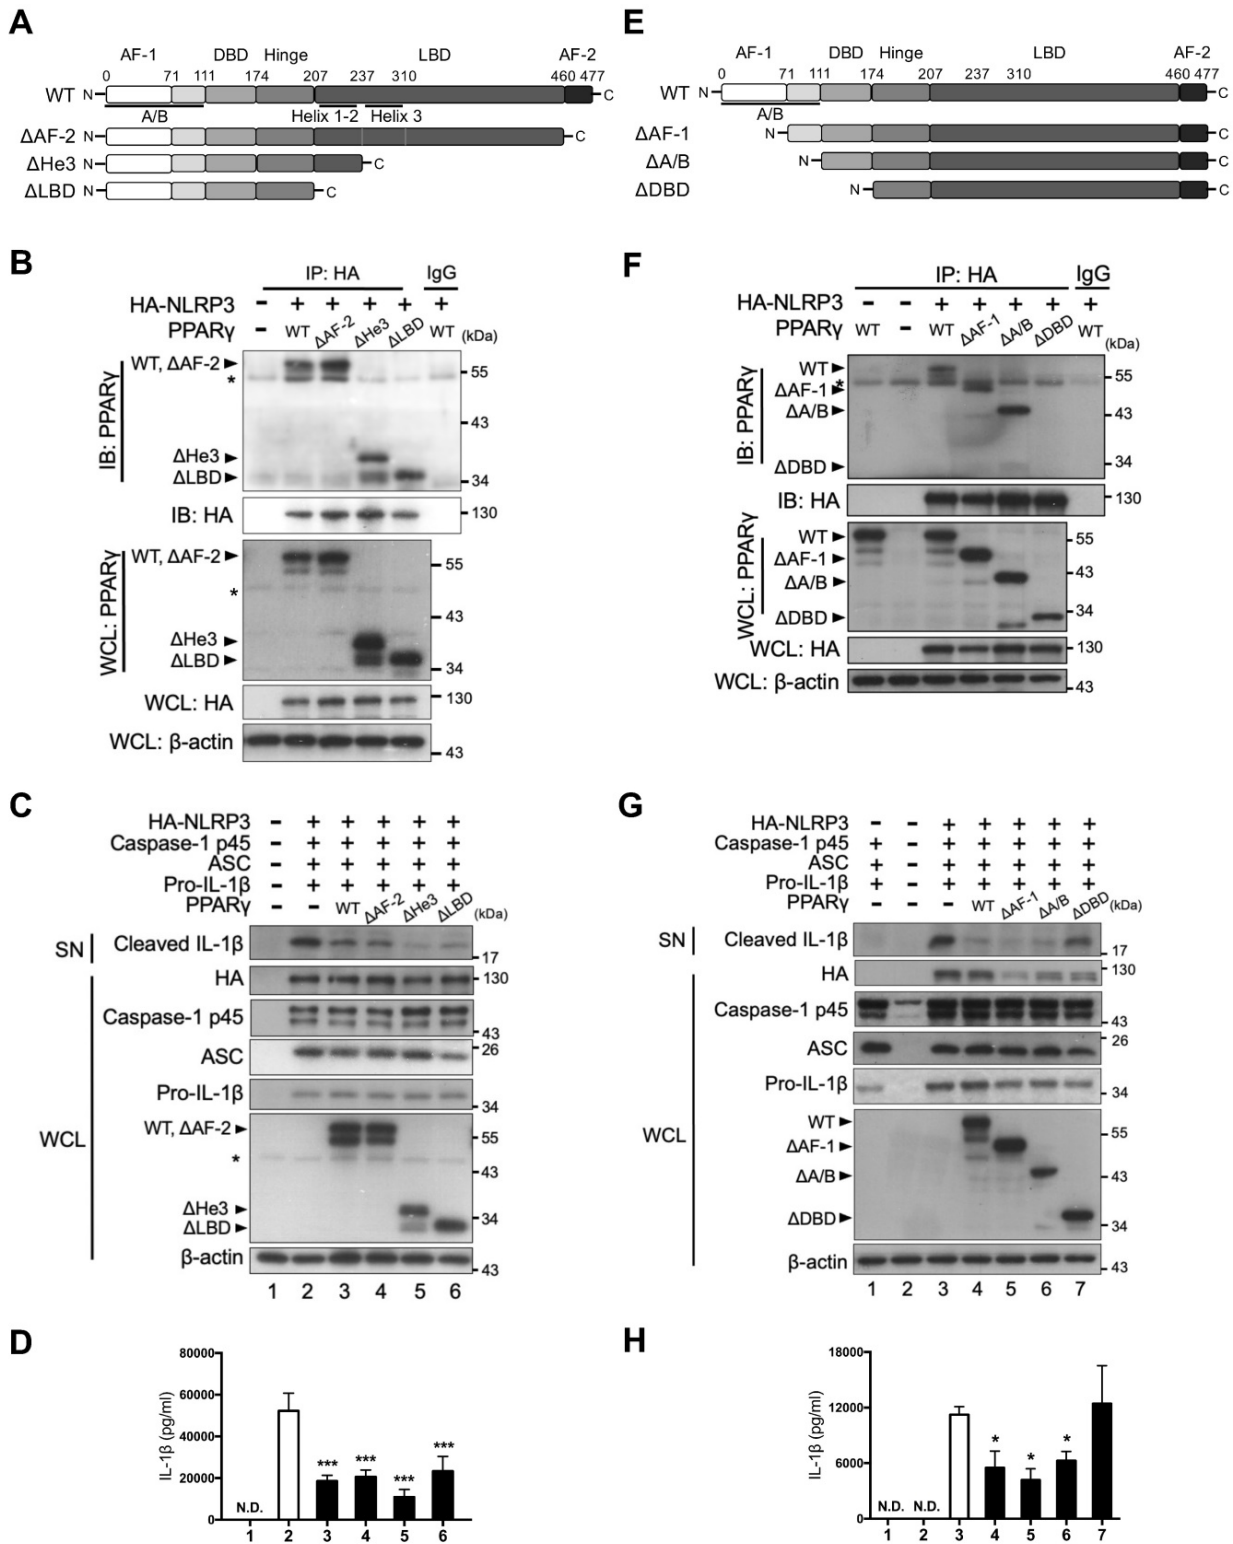 A
AF-1 DBD Hinge LBD AF-2
0 71 111 174 207 237 310 460 477
WT N C
A/B Helix 1-2 Helix 3
ΔAF-2 N C
ΔHe3 N C
ΔLBD N C
E
AF-1 DBD Hinge LBD AF-2
0 71 111 174 207 237 310 460 477
WT N C
A/B
ΔAF-1 N C
ΔA/B N C
ΔDBD N C
B
IP: HA IgG
HA-NLRP3 - + + + + +
PPARγ - WT ΔAF-2 ΔHe3 ΔLBD WT (kDa)
IB: PPARγ
WT, ΔAF-2 55
*
43
ΔHe3
ΔLBD 34
IB: HA 130
WCL: PPARγ
WT, ΔAF-2 55
*
43
ΔHe3
ΔLBD 34
WCL: HA 130
WCL: β-actin 43
F
IP: HA IgG
HA-NLRP3 - - + + + + +
PPARγ WT - WT ΔAF-1 ΔA/B ΔDBD WT (kDa)
IB: PPARγ
WT 55
*
ΔAF-1
ΔA/B 43
ΔDBD 34
IB: HA 130
WCL: PPARγ
WT 55
ΔAF-1 43
ΔA/B
ΔDBD 34
WCL: HA 130
WCL: β-actin 43
C
HA-NLRP3 - + + + + +
Caspase-1 p45 - + + + + +
ASC - + + + + +
Pro-IL-1β - + + + + +
PPARγ - - WT ΔAF-2 ΔHe3 ΔLBD (kDa)
SN Cleaved IL-1β 17
WCL
HA 130
Caspase-1 p45 43
ASC 26
Pro-IL-1β 34
WT, ΔAF-2 55
*
43
ΔHe3 34
ΔLBD
β-actin 43
1 2 3 4 5 6
G
HA-NLRP3 - - + + + + +
Caspase-1 p45 + - + + + + +
ASC + - + + + + +
Pro-IL-1β + - + + + + +
PPARγ - - - WT ΔAF-1 ΔA/B ΔDBD (kDa)
SN Cleaved IL-1β 17
WCL
HA 130
Caspase-1 p45 43
ASC 26
Pro-IL-1β 34
WT 55
ΔAF-1
ΔA/B 43
ΔDBD 34
β-actin 43
1 2 3 4 5 6 7
D
IL-1β (pg/ml)
80000
60000
40000
20000
0
N.D. *** *** *** ***
1 2 3 4 5 6
H
IL-1β (pg/ml)
18000
12000
6000
0
N.D. N.D. * * *
1 2 3 4 5 6 7